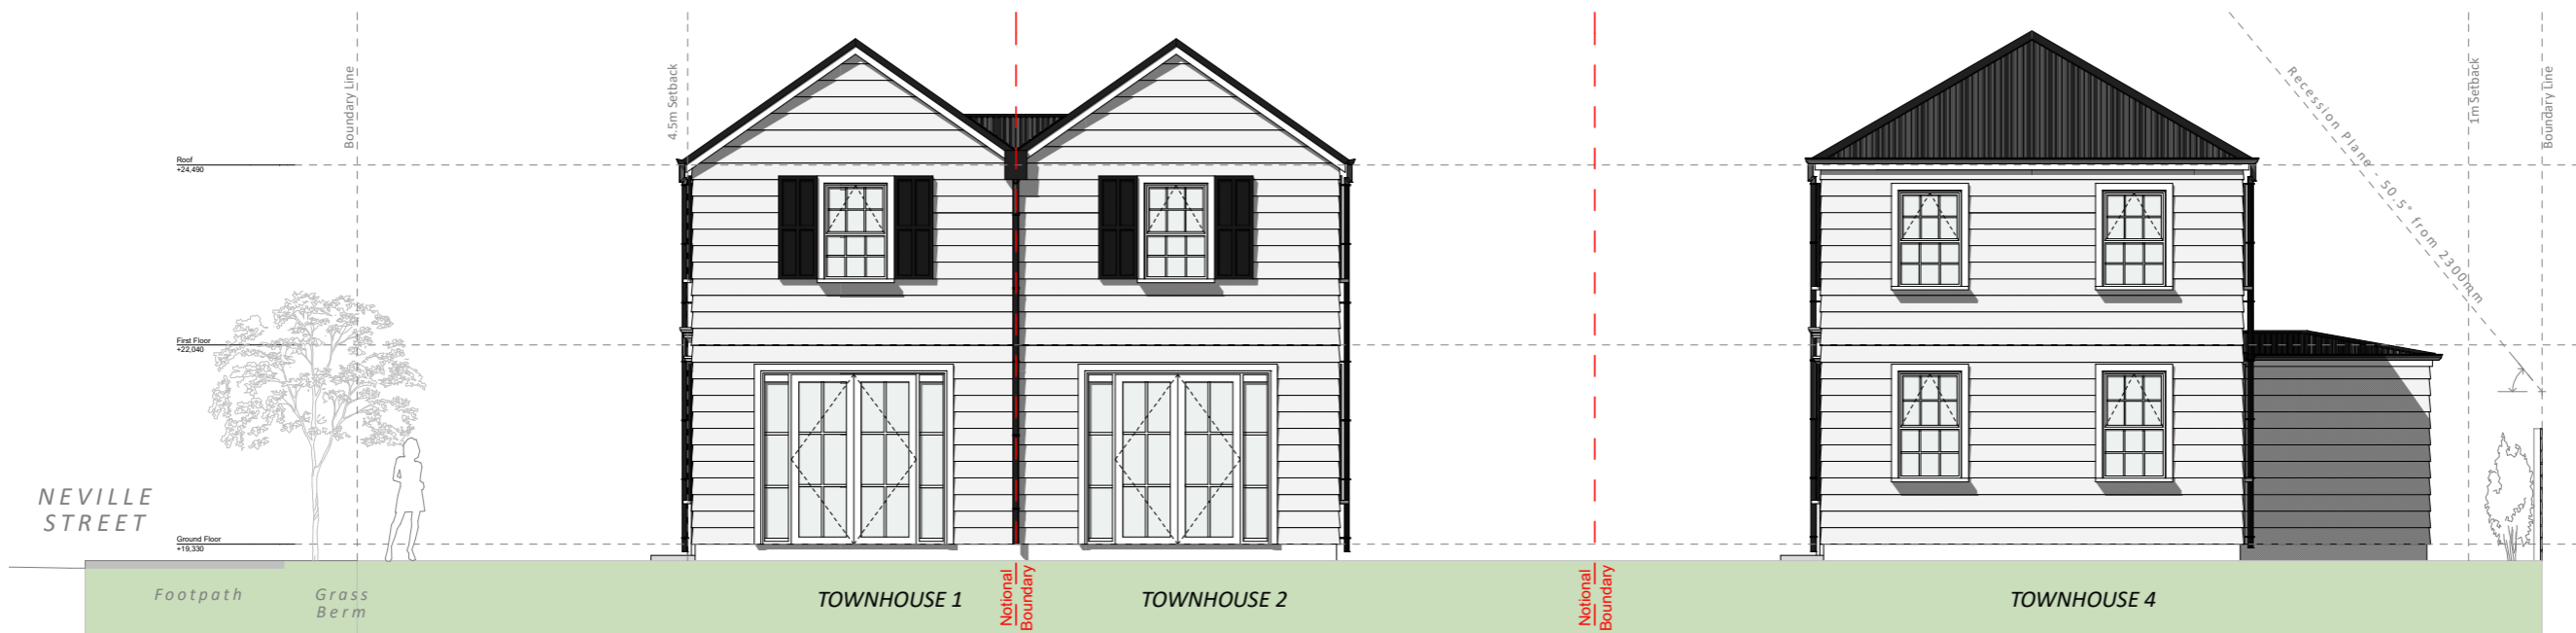 Boundary Line
4.5m Setback
Recession Plane - 50.5° from 2300mm
1m Setback
Boundary Line
Roof
+24,490
First Floor
+22,040
Ground Floor
+19,330
NEVILLE
STREET
Footpath
Grass
Berm
TOWNHOUSE 1
Notional
Boundary
TOWNHOUSE 2
Notional
Boundary
TOWNHOUSE 4